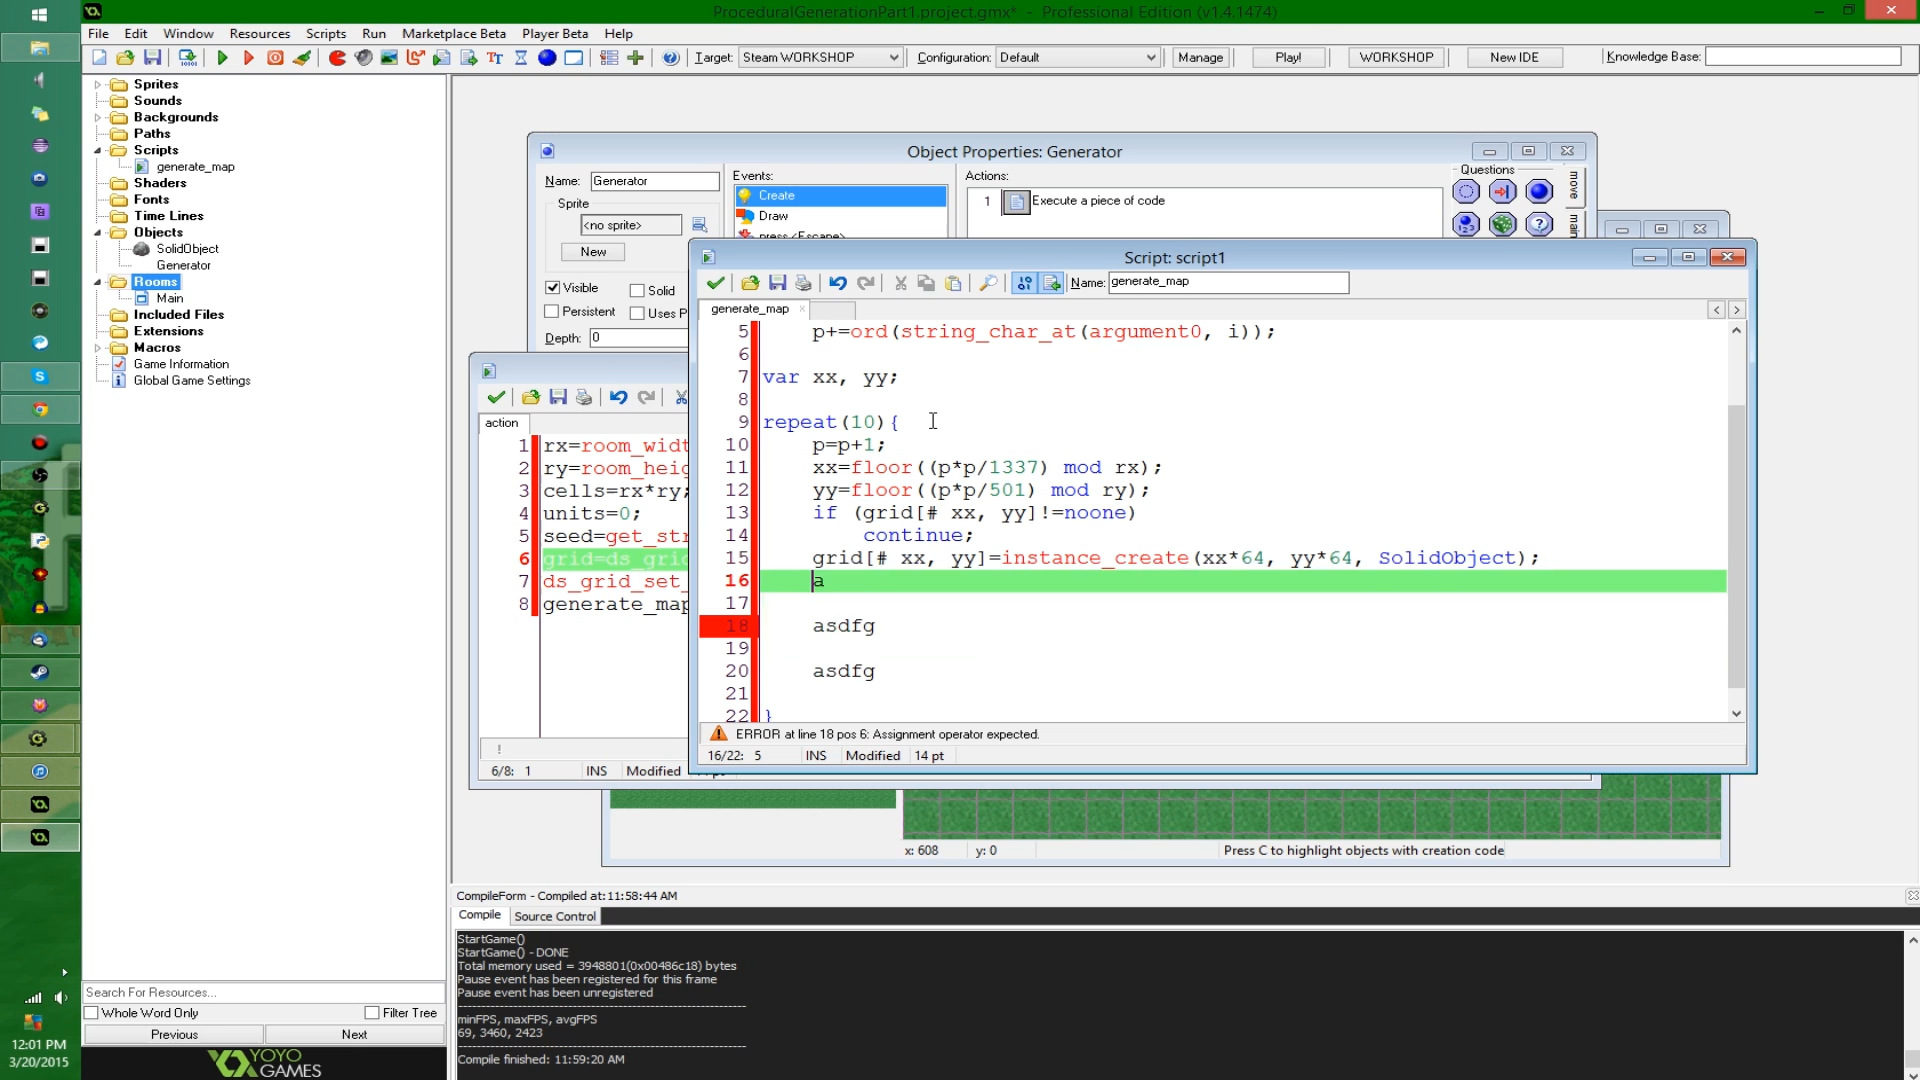 ProceduralGenerationPart1.project.gmx* - Professional Edition (v1.4.1474)
File Edit Window Resources Scripts Run Marketplace Beta Player Beta Help
Target: Steam WORKSHOP Configuration: Default Manage Play! WORKSHOP New IDE Knowledge Base:
Sprites
Sounds
Backgrounds
Paths
Scripts
generate_map
Shaders
Fonts
Time Lines
Objects
SolidObject
Generator
Rooms
Main
Included Files
Extensions
Macros
Game Information
Global Game Settings
Search For Resources...
Whole Word Only Filter Tree
Previous Next
YOYO
GAMES
12:01 PM
3/20/2015
Object Properties: Generator
Name: Generator
Sprite
<no sprite>
New
Visible Solid
Persistent Uses P
Depth: 0
Events:
Create
Draw
press <Escape>
Actions:
1 Execute a piece of code
Questions
move
main
action
1 rx=room_widt
2 ry=room_heig
3 cells=rx*ry;
4 units=0;
5 seed=get_str
6 grid=ds_grid
7 ds_grid_set_
8 generate_map
6/8: 1 INS Modified
Script: script1
Name: generate_map
generate_map
5 p+=ord(string_char_at(argument0, i));
6
7 var xx, yy;
8
9 repeat(10){
10 p=p+1;
11 xx=floor((p*p/1337) mod rx);
12 yy=floor((p*p/501) mod ry);
13 if (grid[# xx, yy]!=noone)
14 continue;
15 grid[# xx, yy]=instance_create(xx*64, yy*64, SolidObject);
16 a
17
18 asdfg
19
20 asdfg
21
22 }
ERROR at line 18 pos 6: Assignment operator expected.
16/22: 5 INS Modified 14 pt
x: 608 y: 0 Press C to highlight objects with creation code
CompileForm - Compiled at:11:58:44 AM
Compile Source Control
StartGame()
StartGame() - DONE
Total memory used = 3948801(0x00486c18) bytes
Pause event has been registered for this frame
Pause event has been unregistered
minFPS, maxFPS, avgFPS
69, 3460, 2423
Compile finished: 11:59:20 AM